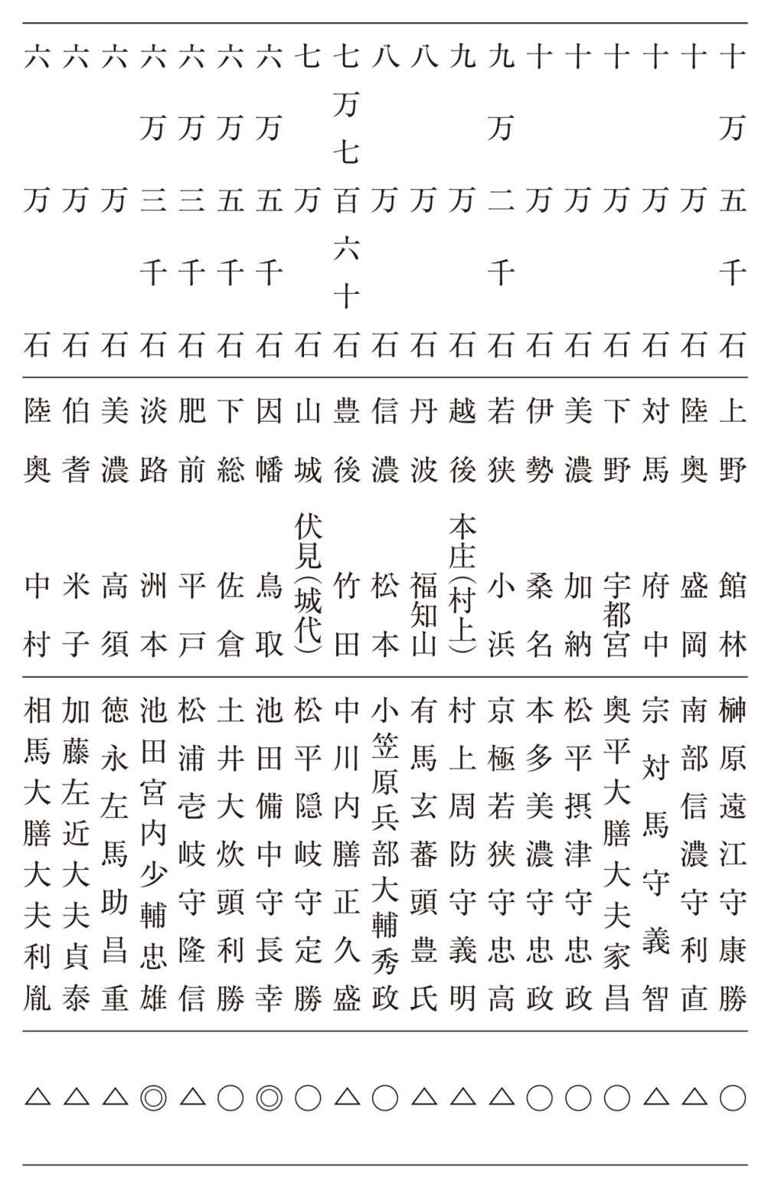 十万五千石 上野 館林 榊原遠江守康勝 ○
十万石 陸奥 盛岡 南部信濃守利直 △
十万石 対馬 府中 宗対馬守義智 △
十万石 下野 宇都宮 奥平大膳大夫家昌 ○
十万石 美濃 加納 松平摂津守忠政 ○
十万石 伊勢 桑名 本多美濃守忠政 ○
九万二千石 若狭 小浜 京極若狭守忠高 △
九万石 越後 本庄（村上） 村上周防守義明 △
八万石 丹波 福知山 有馬玄蕃頭豊氏 △
八万石 信濃 松本 小笠原兵部大輔秀政 ○
七万七百六十石 豊後 竹田 中川内膳正久盛 △
七万石 山城 伏見（城代） 松平隠岐守定勝 ○
六万五千石 因幡 鳥取 池田備中守長幸 ◎
六万五千石 下総 佐倉 土井大炊頭利勝 ○
六万三千石 肥前 平戸 松浦壱岐守隆信 △
六万三千石 淡路 洲本 池田宮内少輔忠雄 ◎
六万石 美濃 高須 徳永左馬助昌重 △
六万石 伯耆 米子 加藤左近大夫貞泰 △
六万石 陸奥 中村 相馬大膳大夫利胤 △